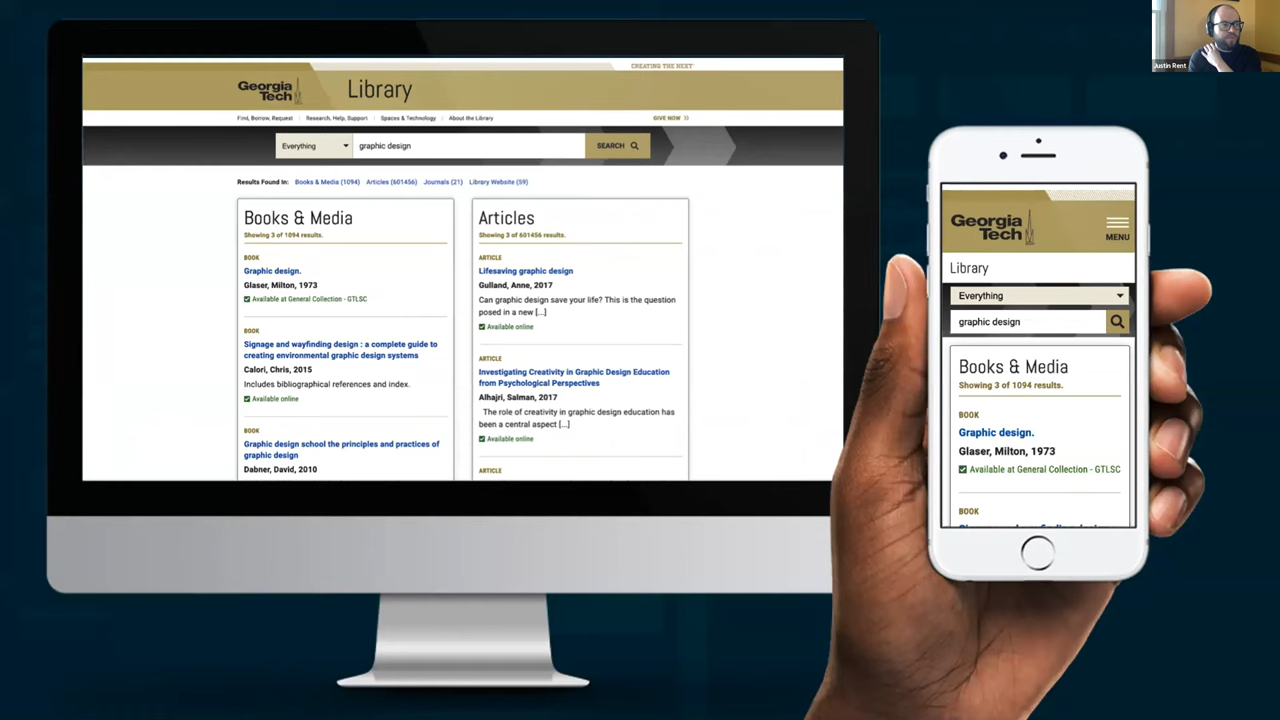 Justin Rent
CREATING THE NEXT
Georgia
Tech
Library
Find, Borrow, Request
Research, Help, Support
Spaces & Technology
About the Library
GIVE NOW
Everything
graphic design
SEARCH
Results Found In: Books & Media (1094) Articles (601456) Journals (21) Library Website (59)
Books & Media
Showing 3 of 1094 results.
BOOK
Graphic design.
Glaser, Milton, 1973
Available at General Collection - GTLSC
BOOK
Signage and wayfinding design : a complete guide to
creating environmental graphic design systems
Calori, Chris, 2015
Includes bibliographical references and index.
Available online
BOOK
Graphic design school the principles and practices of
graphic design
Dabner, David, 2010
Articles
Showing 3 of 601456 results.
ARTICLE
Lifesaving graphic design
Gulland, Anne, 2017
Can graphic design save your life? This is the question
posed in a new [...]
Available online
ARTICLE
Investigating Creativity in Graphic Design Education
from Psychological Perspectives
Alhajri, Salman, 2017
The role of creativity in graphic design education has
been a central aspect [...]
Available online
ARTICLE
Georgia
Tech
MENU
Library
Everything
graphic design
Books & Media
Showing 3 of 1094 results.
BOOK
Graphic design.
Glaser, Milton, 1973
Available at General Collection - GTLSC
BOOK